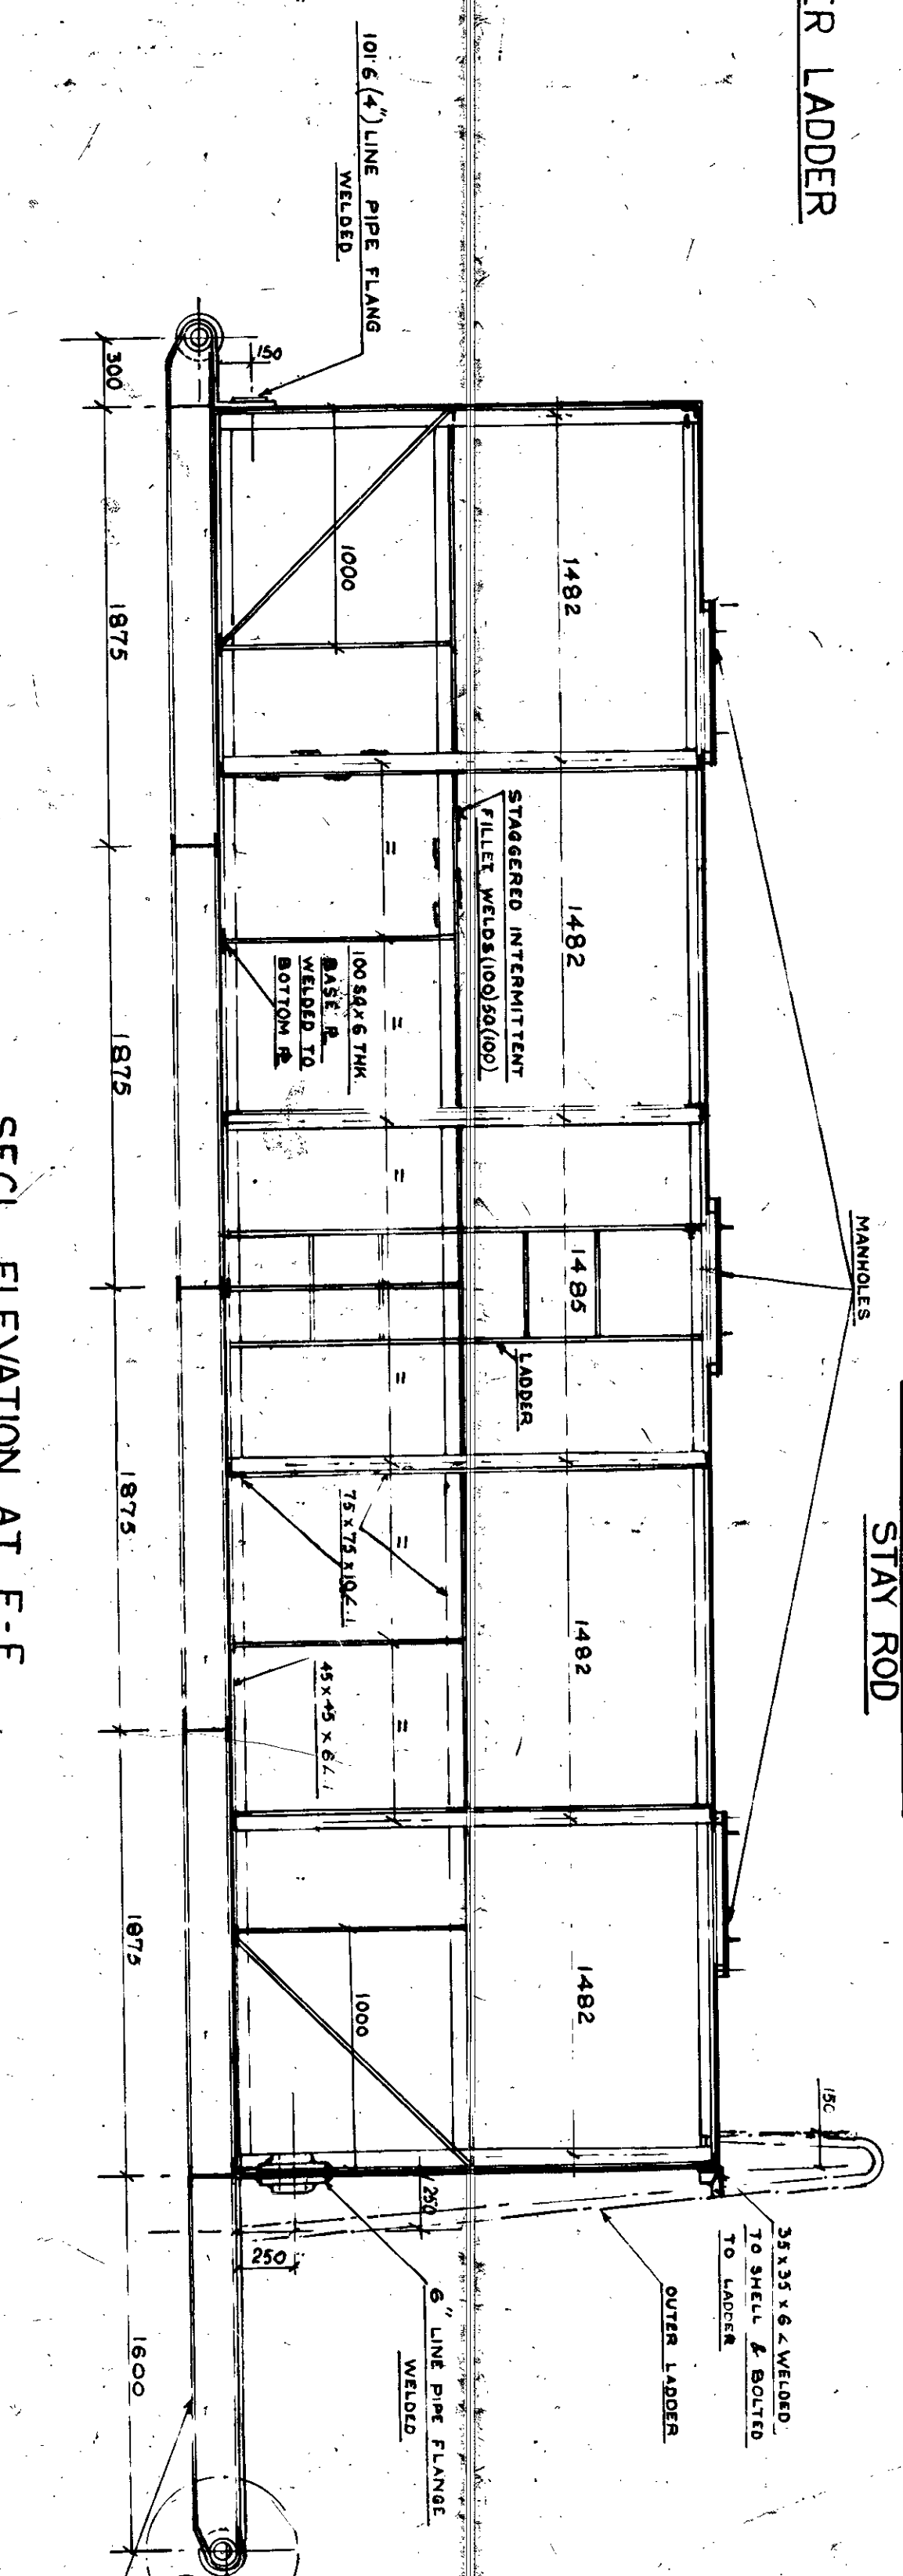 ER LADDER
STAY ROD
MANHOLES
150
35 x 35 x 6 < WELDED
TO SHELL & BOLTED
TO LADDER
OUTER LADDER
101·6 (4") LINE PIPE FLANG
WELDED
1482
1482
1485
1482
1482
STAGGERED INTERMITTENT
FILLET WELDS (100) 50 (100)
LADDER
150
1000
=
=
=
=
=
=
100 SQ x 6 THK
BASE PL
WELDED TO
BOTTOM PL
75 x 75 x 10 L.I
45 x 45 x 6 L.I
1000
250
250
6" LINE PIPE FLANGE
WELDED
300
1875
1875
1875
1875
1600
SECL ELEVATION AT F-F